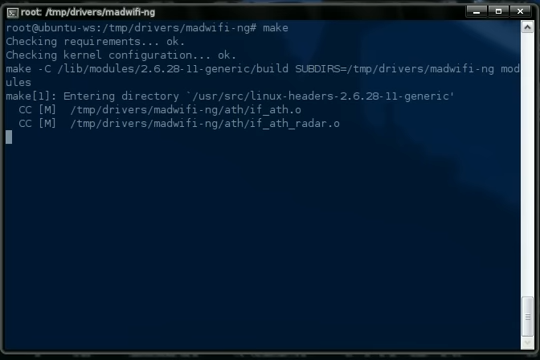 root: /tmp/drivers/madwifi-ng
root@ubuntu-ws:/tmp/drivers/madwifi-ng# make
Checking requirements... ok.
Checking kernel configuration... ok.
make -C /lib/modules/2.6.28-11-generic/build SUBDIRS=/tmp/drivers/madwifi-ng mod
ules
make[1]: Entering directory `/usr/src/linux-headers-2.6.28-11-generic'
CC [M]  /tmp/drivers/madwifi-ng/ath/if_ath.o
CC [M]  /tmp/drivers/madwifi-ng/ath/if_ath_radar.o